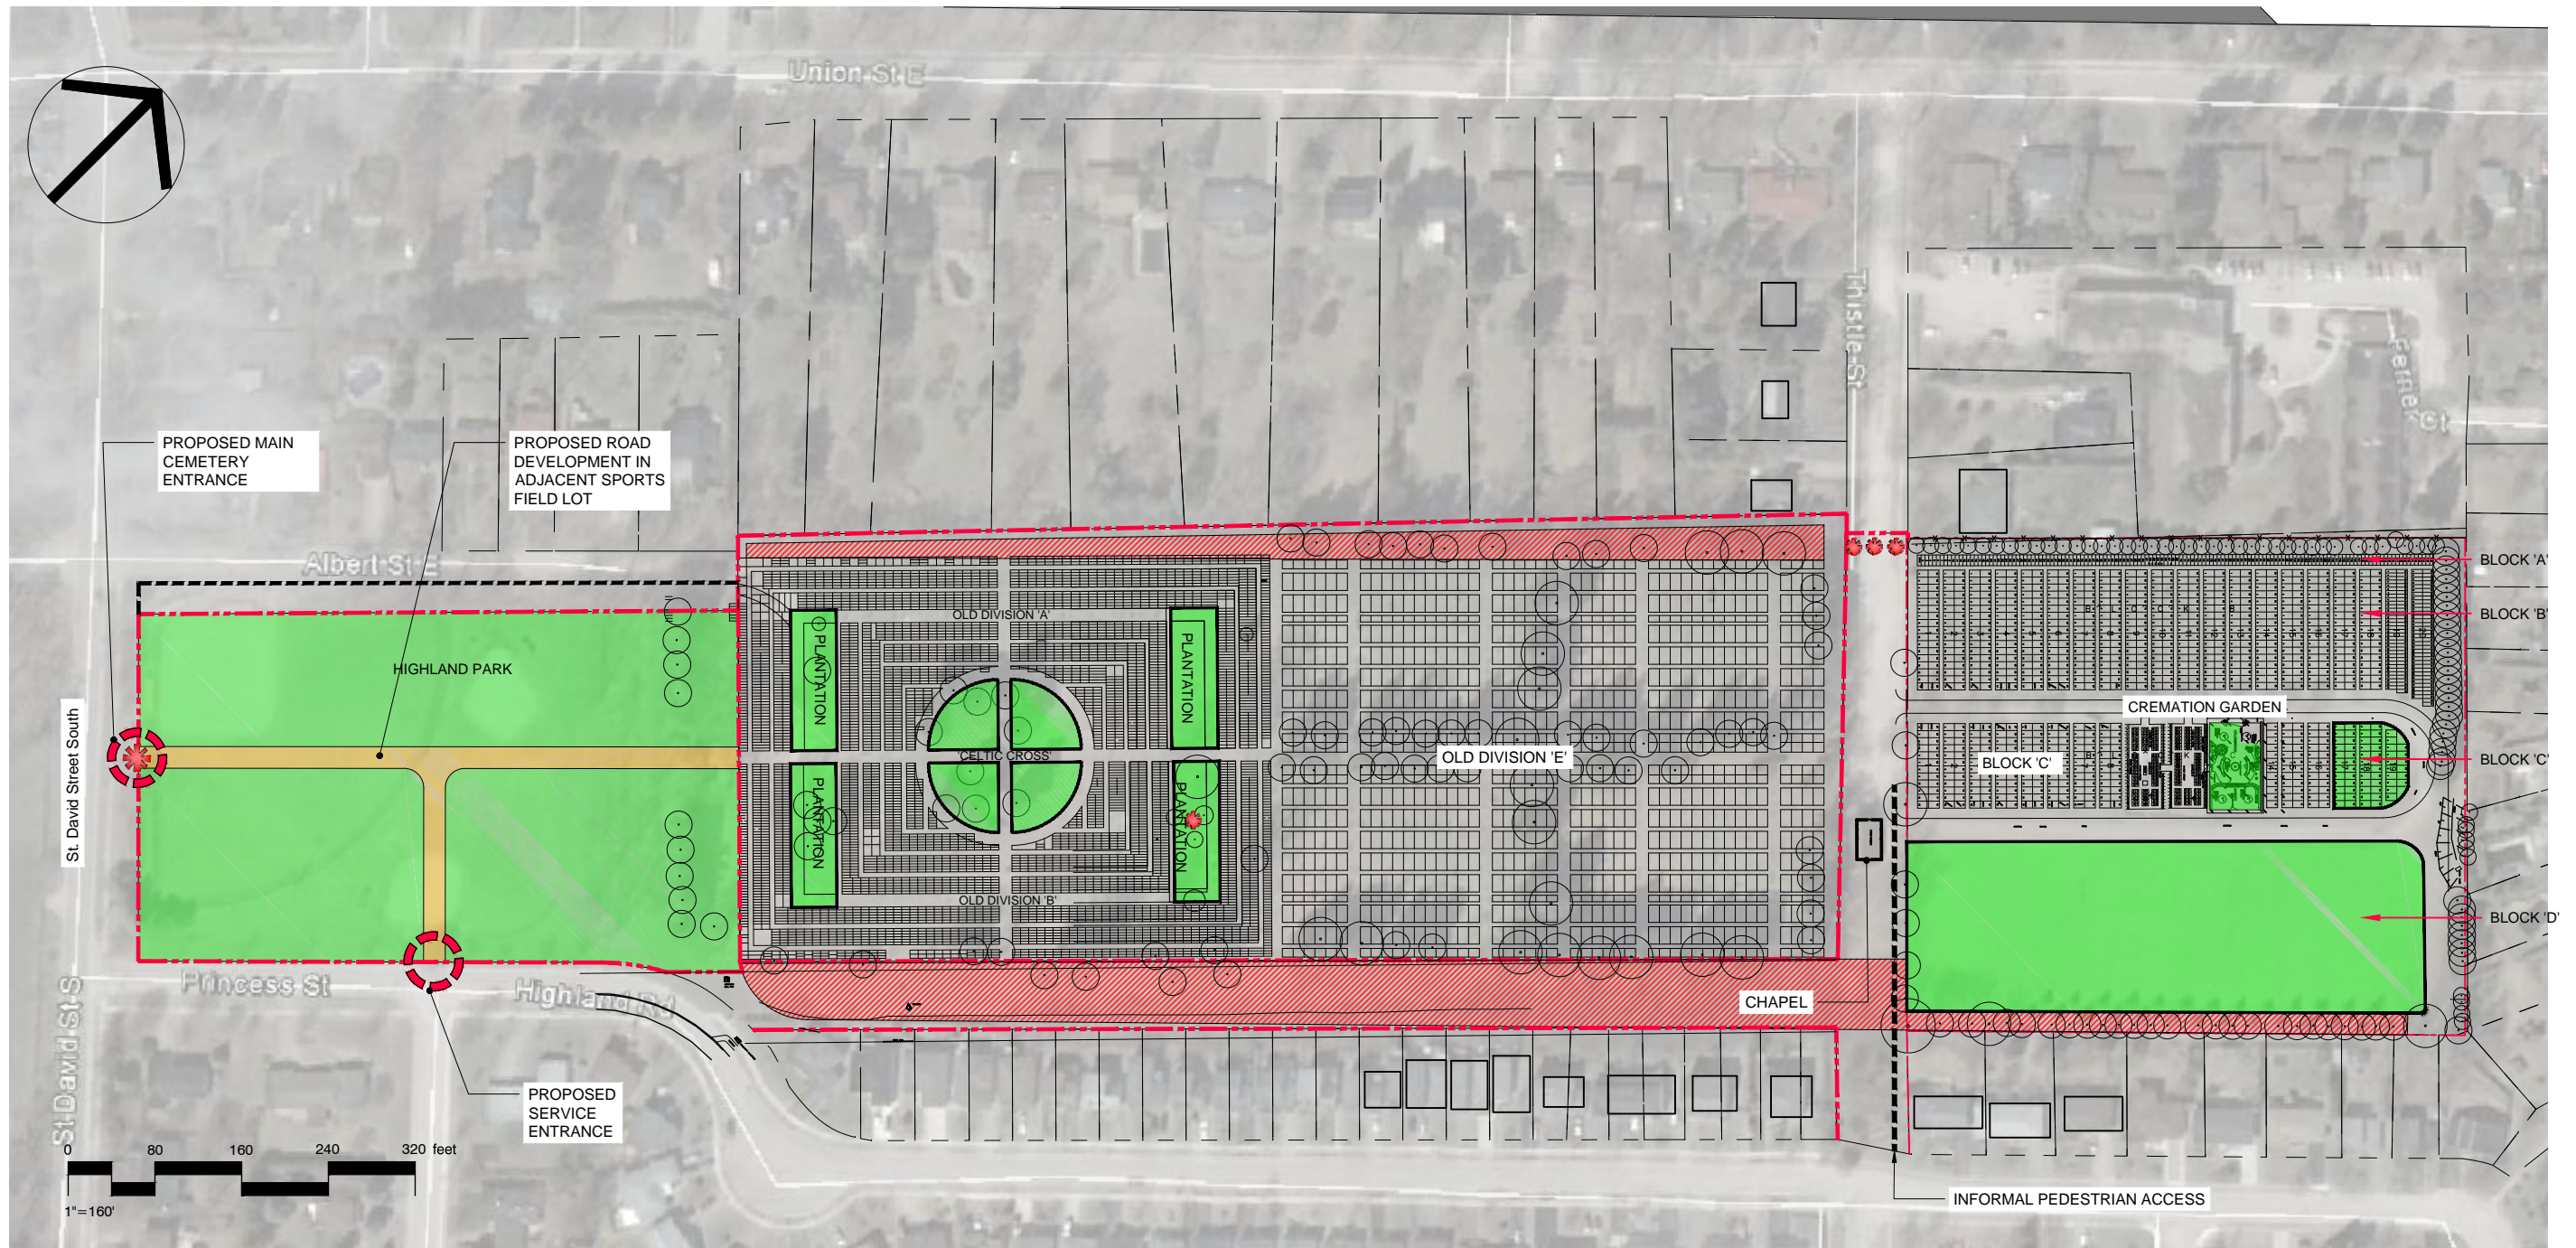 Union St E
Thistle St
Feffer Ct
PROPOSED MAIN
CEMETERY
ENTRANCE
PROPOSED ROAD
DEVELOPMENT IN
ADJACENT SPORTS
FIELD LOT
Albert St E
BLOCK 'A'
BLOCK 'B'
OLD DIVISION 'A'
HIGHLAND PARK
PLANTATION
PLANTATION
CREMATION GARDEN
'CELTIC CROSS'
OLD DIVISION 'E'
BLOCK 'C'
BLOCK 'C'
St. David Street South
PLANTATION
PLANTATION
OLD DIVISION 'B'
BLOCK 'D'
Princess St
Highland Rd
CHAPEL
St David St S
PROPOSED
SERVICE
ENTRANCE
0 80 160 240 320 feet
1"=160'
INFORMAL PEDESTRIAN ACCESS